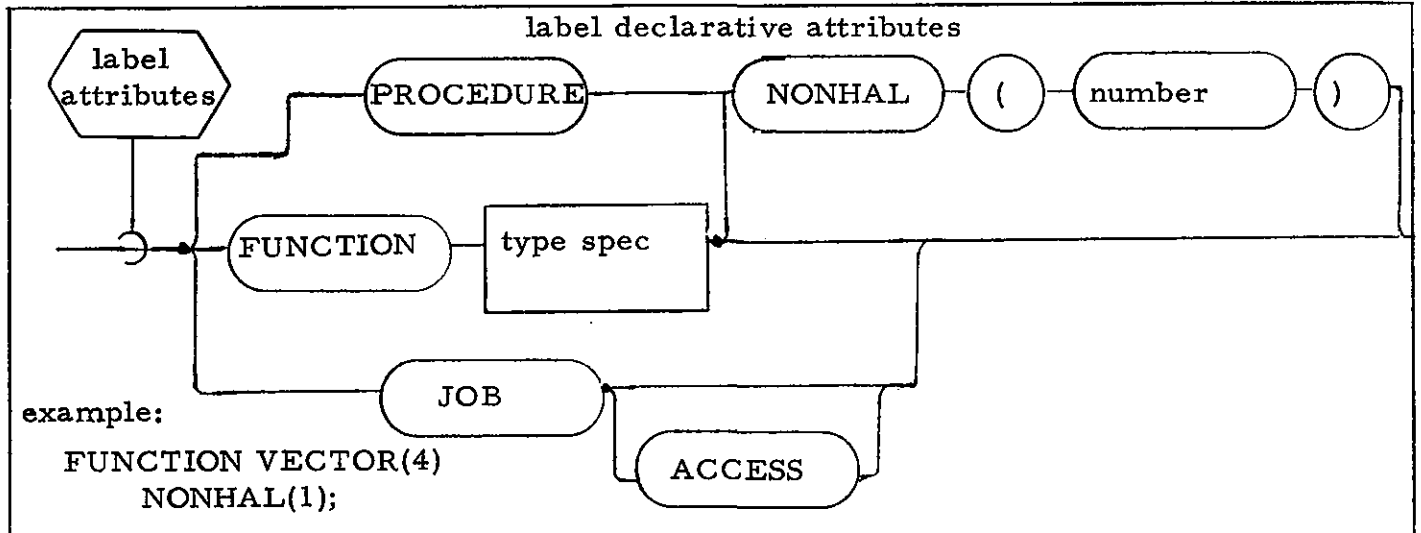 label declarative attributes
label
attributes
PROCEDURE
NONHAL
(
number
)
FUNCTION
type spec
JOB
ACCESS
example:
FUNCTION VECTOR(4)
NONHAL(1);